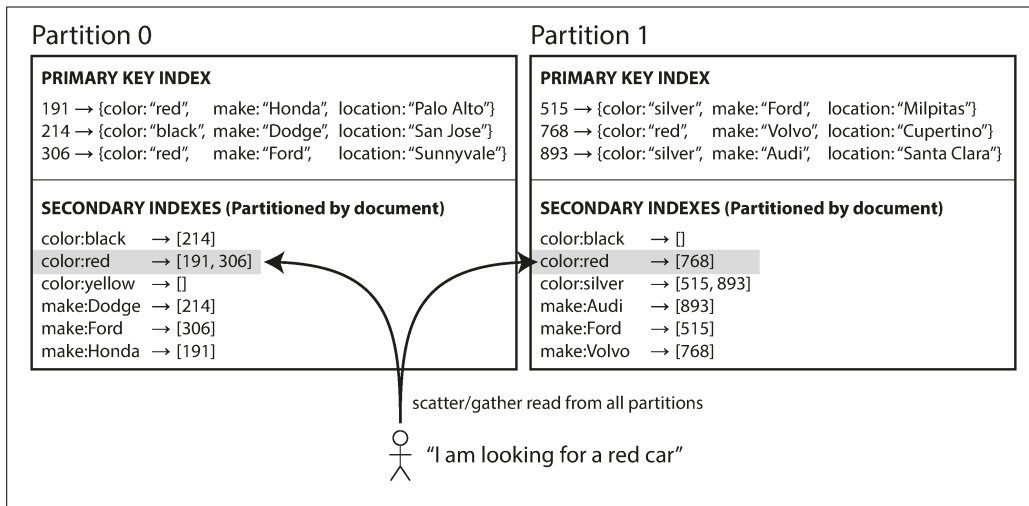 Partition 0
PRIMARY KEY INDEX
191 → {color: “red”, make: “Honda”, location: “Palo Alto”}
214 → {color: “black”, make: “Dodge”, location: “San Jose”}
306 → {color: “red”, make: “Ford”, location: “Sunnyvale”}
SECONDARY INDEXES (Partitioned by document)
color:black → [214]
color:red → [191, 306]
color:yellow → []
make:Dodge → [214]
make:Ford → [306]
make:Honda → [191]
Partition 1
PRIMARY KEY INDEX
515 → {color: “silver”, make: “Ford”, location: “Milpitas”}
768 → {color: “red”, make: “Volvo”, location: “Cupertino”}
893 → {color: “silver”, make: “Audi”, location: “Santa Clara”}
SECONDARY INDEXES (Partitioned by document)
color:black → []
color:red → [768]
color:silver → [515, 893]
make:Audi → [893]
make:Ford → [515]
make:Volvo → [768]
scatter/gather read from all partitions
“I am looking for a red car”